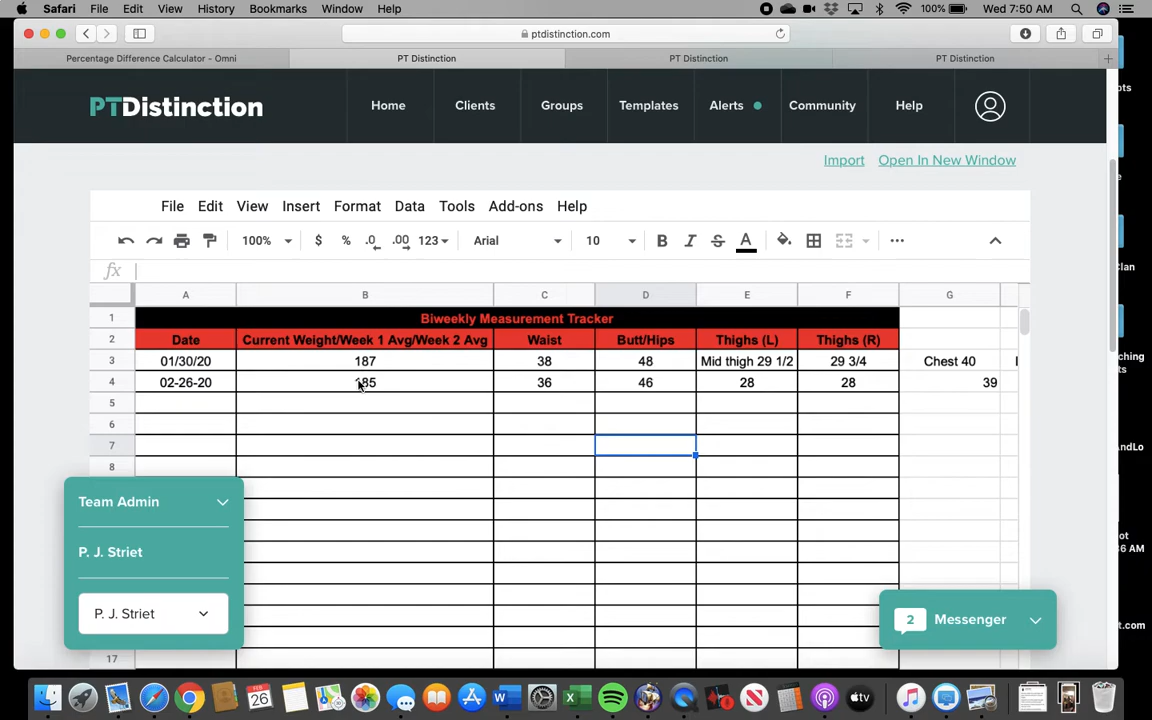 Safari File Edit View History Bookmarks Window Help 100% Wed 7:50 AM
ptdistinction.com
Percentage Difference Calculator - Omni PT Distinction PT Distinction PT Distinction
PTDistinction Home Clients Groups Templates Alerts Community Help
Import Open In New Window
File Edit View Insert Format Data Tools Add-ons Help
100% $ % .0 .00 123 Arial 10 B I S A
fx
A B C D E F G
1 Biweekly Measurement Tracker
2 Date Current Weight/Week 1 Avg/Week 2 Avg Waist Butt/Hips Thighs (L) Thighs (R)
3 01/30/20 187 38 48 Mid thigh 29 1/2 29 3/4 Chest 40
4 02-26-20 185 36 46 28 28 39
5
6
7
8
17
Team Admin
P. J. Striet
P. J. Striet
2 Messenger
FEB
26
tv